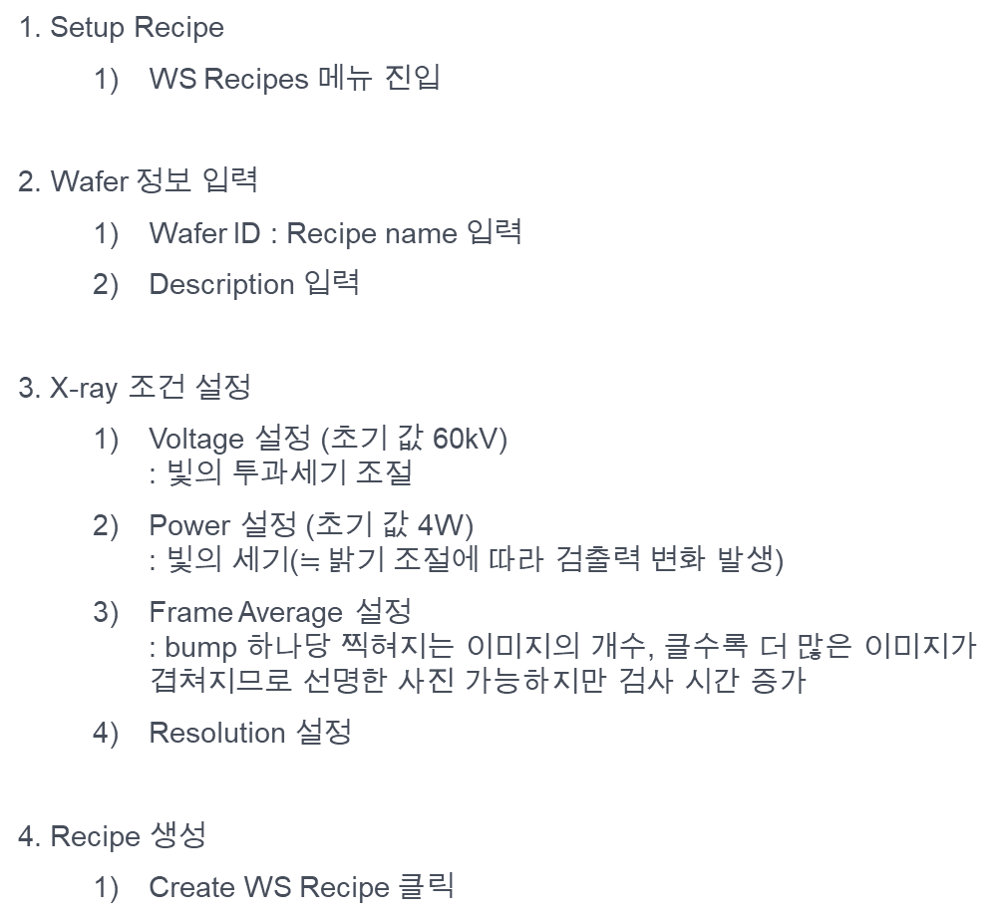 1. Setup Recipe
1) WS Recipes 메뉴 진입
2. Wafer 정보 입력
1) Wafer ID : Recipe name 입력
2) Description 입력
3. X-ray 조건 설정
1) Voltage 설정 (초기 값 60kV)
: 빛의 투과세기 조절
2) Power 설정 (초기 값 4W)
: 빛의 세기(≒ 밝기 조절에 따라 검출력 변화 발생)
3) Frame Average 설정
: bump 하나당 찍혀지는 이미지의 개수, 클수록 더 많은 이미지가
겹쳐지므로 선명한 사진 가능하지만 검사 시간 증가
4) Resolution 설정
4. Recipe 생성
1) Create WS Recipe 클릭